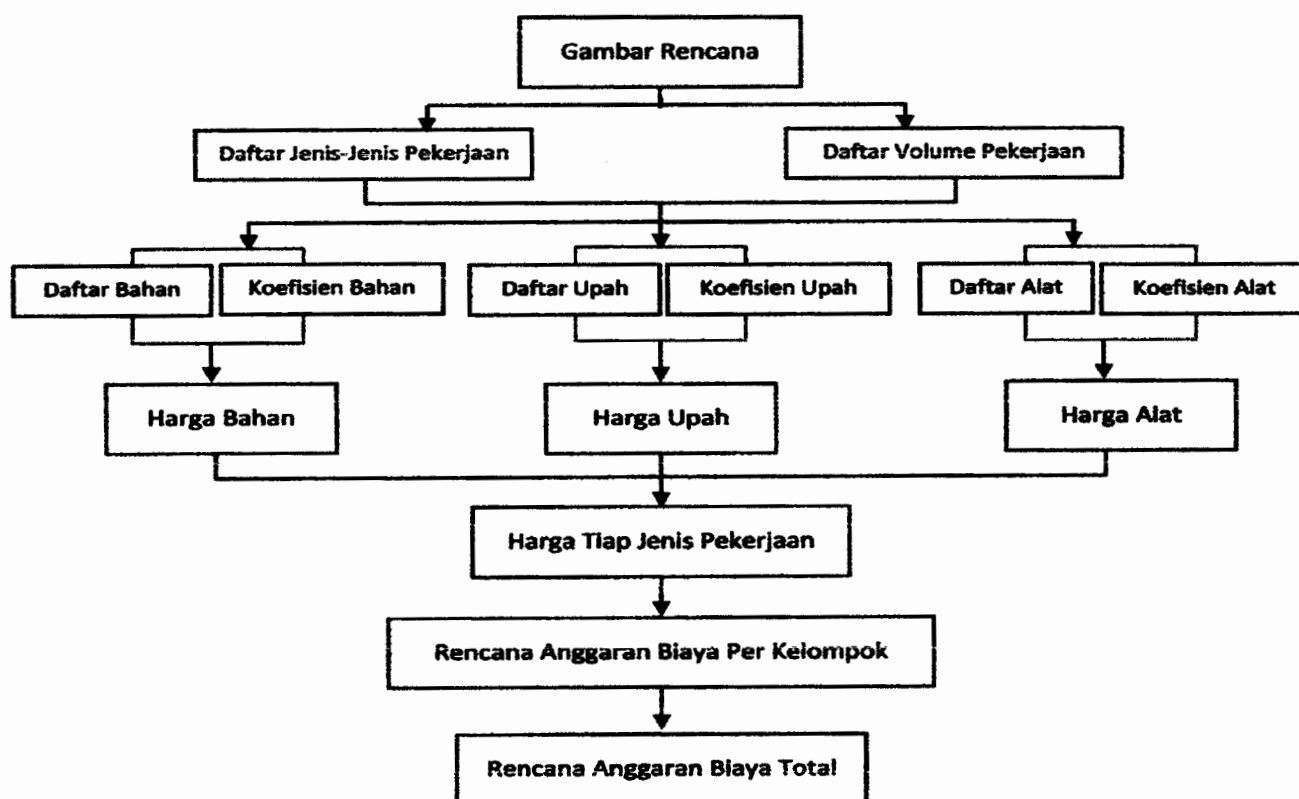 Gambar Rencana
Daftar Jenis-Jenis Pekerjaan
Daftar Volume Pekerjaan
Daftar Bahan
Koefisien Bahan
Daftar Upah
Koefisien Upah
Daftar Alat
Koefisien Alat
Harga Bahan
Harga Upah
Harga Alat
Harga Tiap Jenis Pekerjaan
Rencana Anggaran Biaya Per Kelompok
Rencana Anggaran Biaya Total